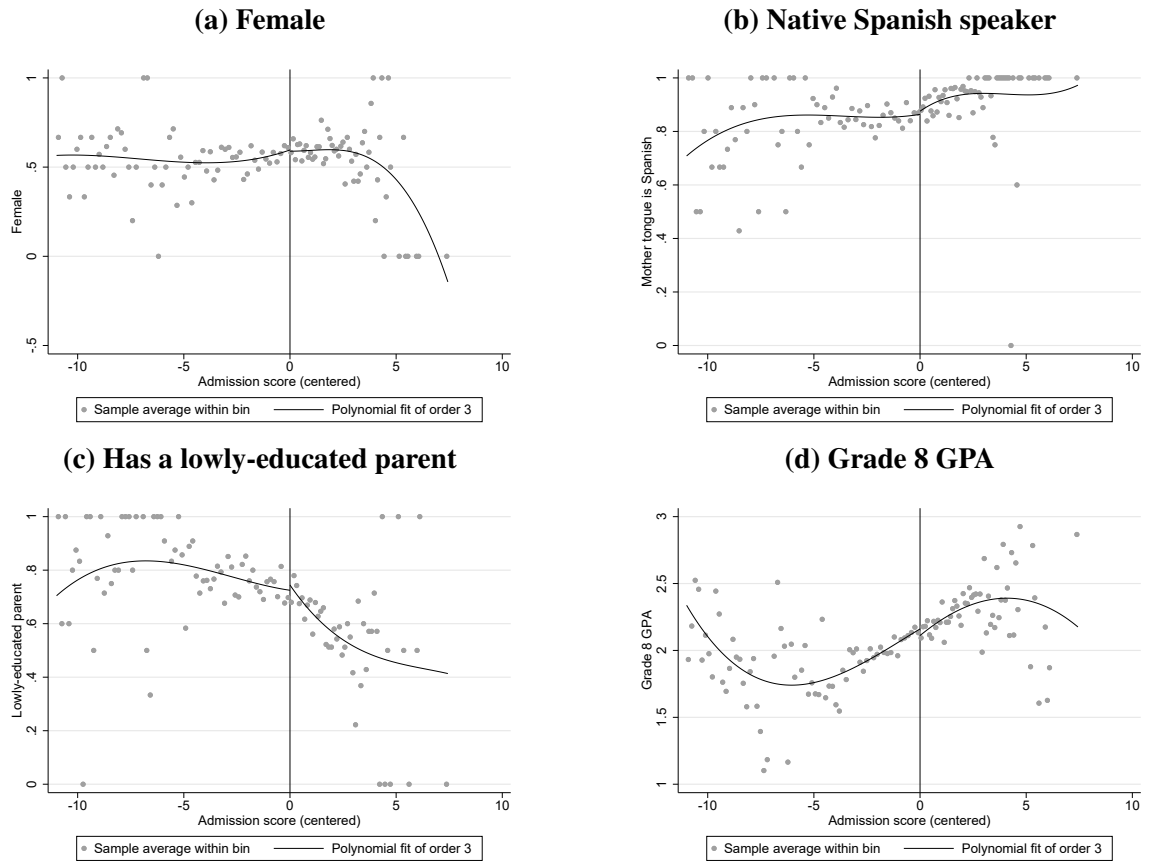 (a) Female
1
.5
0
-.5
Female
-10 -5 0 5 10
Admission score (centered)
Sample average within bin Polynomial fit of order 3
(b) Native Spanish speaker
1
.8
.6
.4
.2
0
Mother tongue is Spanish
-10 -5 0 5 10
Admission score (centered)
Sample average within bin Polynomial fit of order 3
(c) Has a lowly-educated parent
1
.8
.6
.4
.2
0
Lowly-educated parent
-10 -5 0 5 10
Admission score (centered)
Sample average within bin Polynomial fit of order 3
(d) Grade 8 GPA
3
2.5
2
1.5
1
Grade 8 GPA
-10 -5 0 5 10
Admission score (centered)
Sample average within bin Polynomial fit of order 3